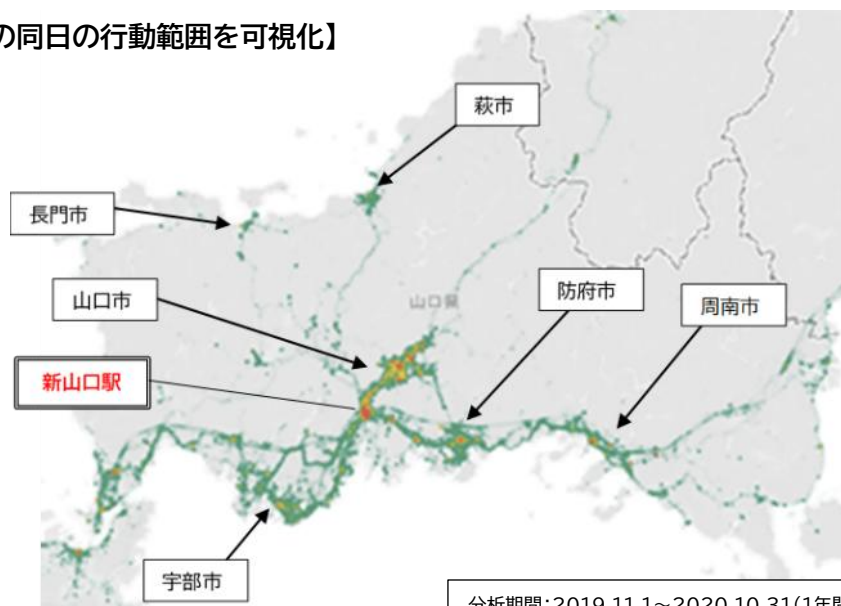 の同日の行動範囲を可視化】
萩市
長門市
山口市
山口県
防府市
周南市
新山口駅
宇部市
分析期間:2019.11.1~2020.10.31(1年間